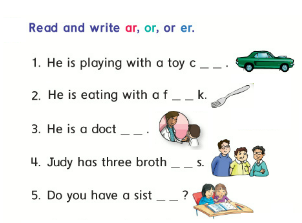 Read and write ar, or, or er.
1. He is playing with a toy c _ _ .
2. He is eating with a f _ _ k.
3. He is a doct _ _ .
4. Judy has three broth _ _ s.
5. Do you have a sist _ _ ?